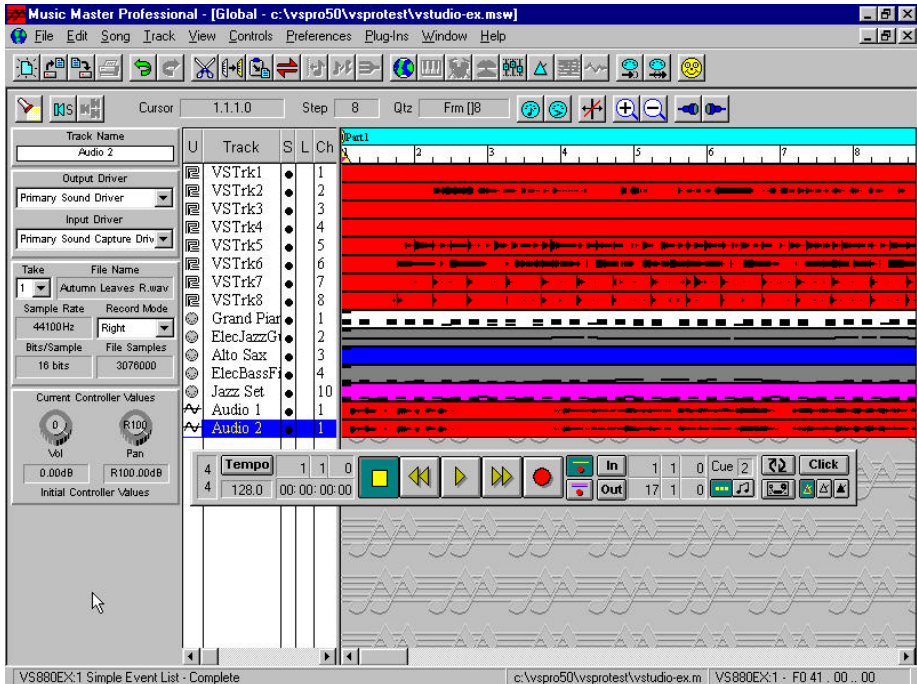 Music Master Professional - [Global - c:\vspro50\vsprotest\vstudio-ex.msw]
File Edit Song Track View Controls Preferences Plug-Ins Window Help
S Cursor 1.1.1.0 Step 8 Qtz Frm []8
Track Name
Audio 2
Output Driver
Primary Sound Driver
Input Driver
Primary Sound Capture Driv
Take File Name
1 Autumn Leaves R.wav
Sample Rate Record Mode
44100Hz Right
Bits/Sample File Samples
16 bits 3076000
Current Controller Values
0 R100
Vol Pan
0.00dB R100.00dB
Initial Controller Values
U Track S L Ch
VSTrk1 1
VSTrk2 2
VSTrk3 3
VSTrk4 4
VSTrk5 5
VSTrk6 6
VSTrk7 7
VSTrk8 8
Grand Piar 1
ElecJazzGu 2
Alto Sax 3
ElecBassFi 4
Jazz Set 10
Audio 1 1
Audio 2 1
Part1
2 3 4 5 6 7 8
4 Tempo 1 1 0 In 1 1 0 Cue 2 Click
4 128.0 00:00:00:00 Out 17 1 0
VS880EX:1 Simple Event List - Complete
c:\vspro50\vsprotest\vstudio-ex.m VS880EX:1 - F0 41 . 00 .. 00